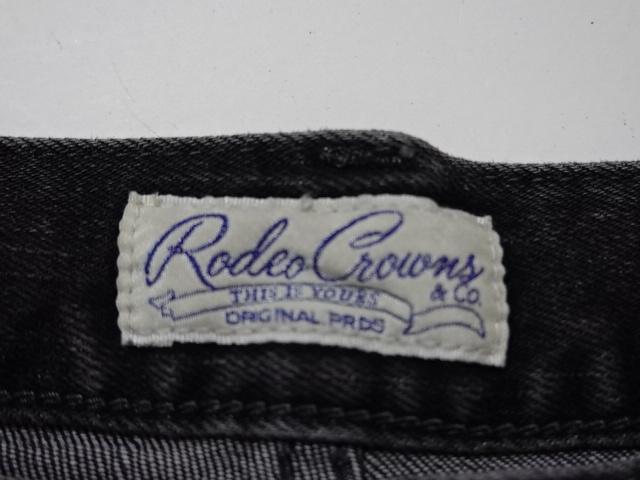 Rodeo Crowns
& Co.
THIS IS YOURS
ORIGINAL PRDS